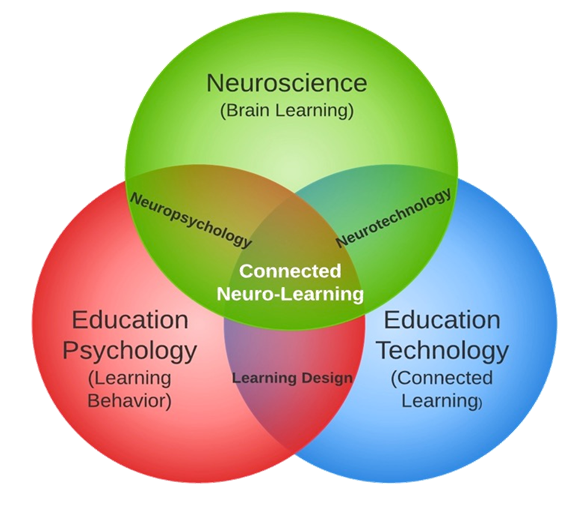 Neuroscience
(Brain Learning)
Neuropsychology
Neurotechnology
Connected
Neuro-Learning
Education
Psychology
(Learning
Behavior)
Education
Technology
(Connected
Learning)
Learning Design